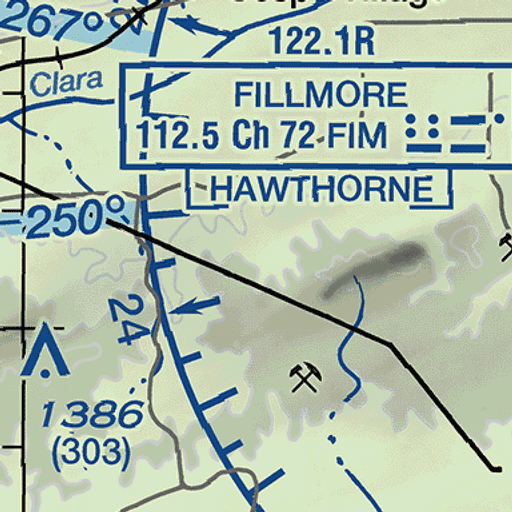 267°
122.1R
Clara
FILLMORE
112.5 Ch 72 FIM
HAWTHORNE
250°
24
1386
(303)